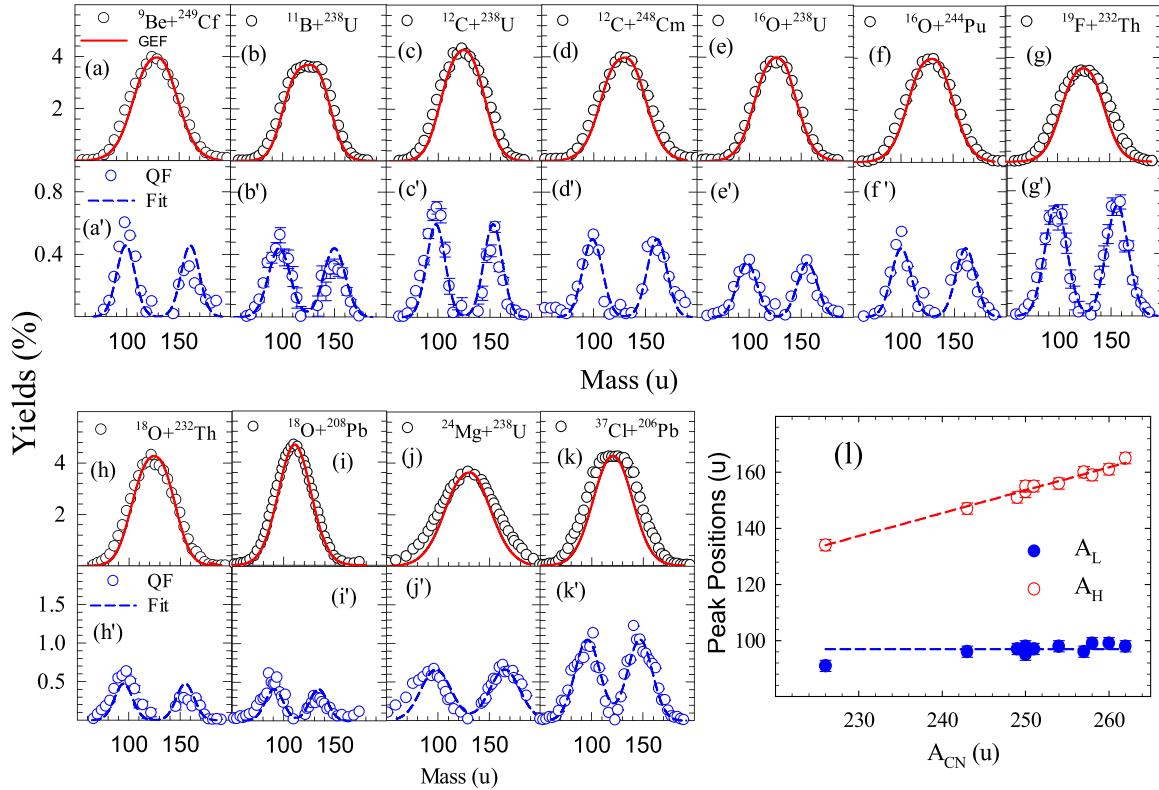 ⁹Be+²⁴⁹Cf ¹¹B+²³⁸U ¹²C+²³⁸U ¹²C+²⁴⁸Cm ¹⁶O+²³⁸U ¹⁶O+²⁴⁴Pu ¹⁹F+²³²Th
GEF
(a) (b) (c) (d) (e) (f) (g)
4
2
QF
Fit
(a') (b') (c') (d') (e') (f') (g')
0.8
0.4
100 150 100 150 100 150 100 150 100 150 100 150 100 150
Mass (u)
Yields (%)
¹⁸O+²³²Th ¹⁸O+²⁰⁸Pb ²⁴Mg+²³⁸U ³⁷Cl+²⁰⁶Pb
(h) (i) (j) (k)
4
2
QF
Fit
(h') (i') (j') (k')
1.5
1.0
0.5
100 150 100 150 100 150 100 150
Mass (u)
(l)
Peak Positions (u)
160
140
120
100
A_L
A_H
230 240 250 260
A_CN (u)